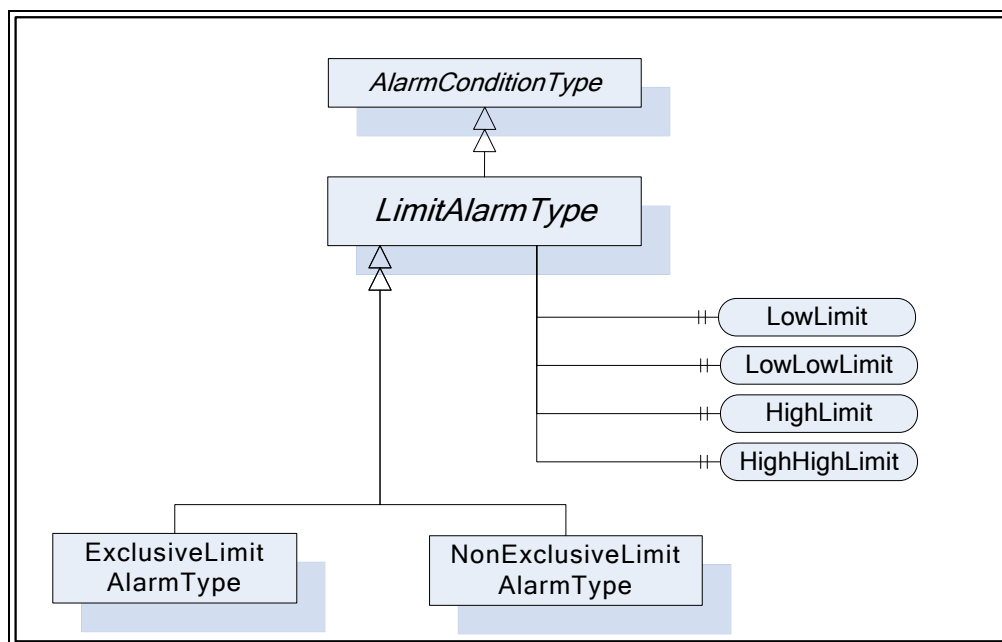 AlarmConditionType
LimitAlarmType
LowLimit
LowLowLimit
HighLimit
HighHighLimit
ExclusiveLimit
AlarmType
NonExclusiveLimit
AlarmType